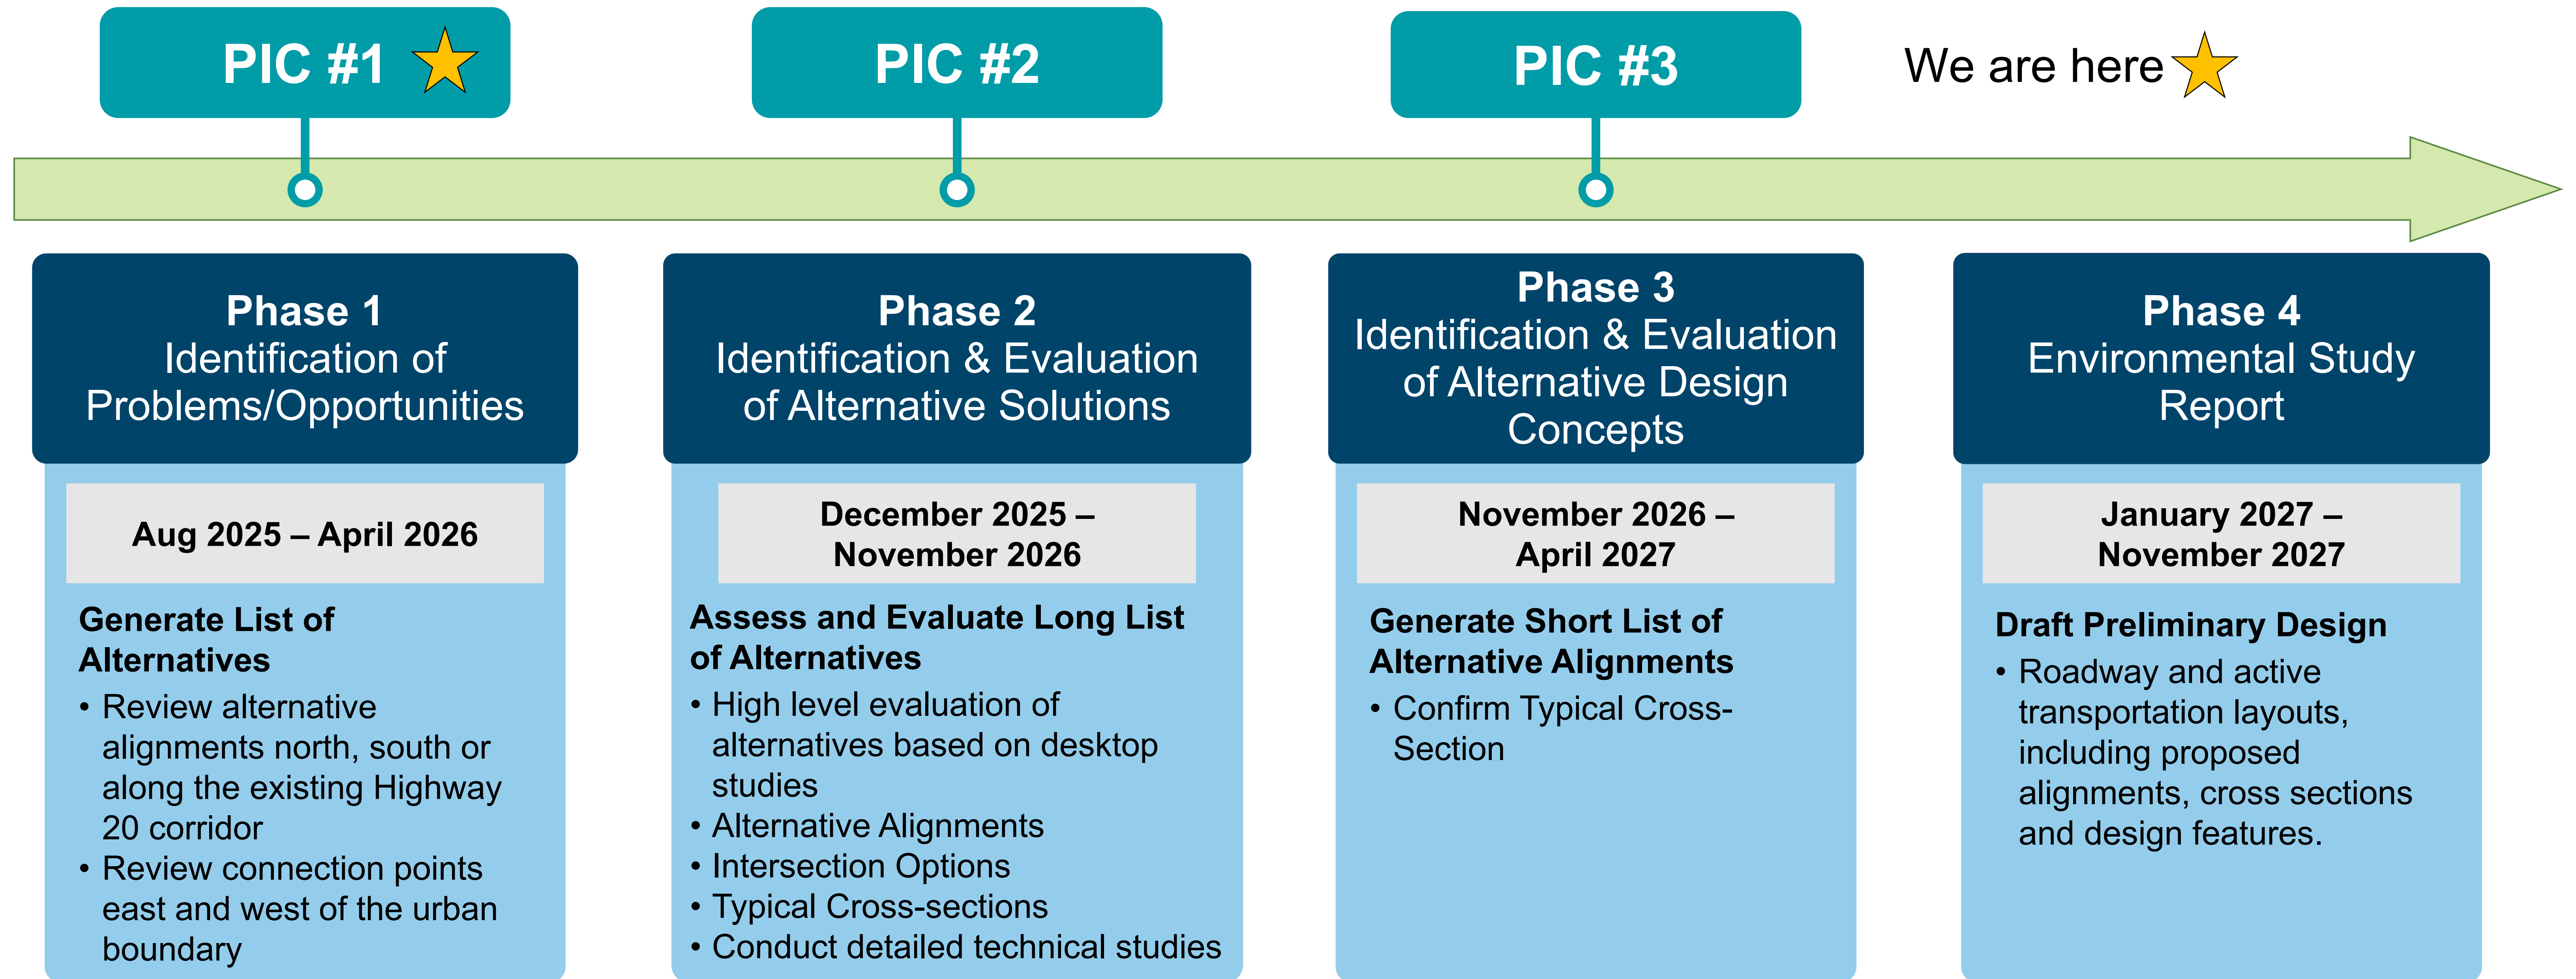 PIC #1
PIC #2
PIC #3
We are here
Phase 1
Identification of
Problems/Opportunities
Aug 2025 – April 2026
Generate List of
Alternatives
• Review alternative
alignments north, south or
along the existing Highway
20 corridor
• Review connection points
east and west of the urban
boundary
Phase 2
Identification & Evaluation
of Alternative Solutions
December 2025 –
November 2026
Assess and Evaluate Long List
of Alternatives
• High level evaluation of
alternatives based on desktop
studies
• Alternative Alignments
• Intersection Options
• Typical Cross-sections
• Conduct detailed technical studies
Phase 3
Identification & Evaluation
of Alternative Design
Concepts
November 2026 –
April 2027
Generate Short List of
Alternative Alignments
• Confirm Typical Cross-
Section
Phase 4
Environmental Study
Report
January 2027 –
November 2027
Draft Preliminary Design
• Roadway and active
transportation layouts,
including proposed
alignments, cross sections
and design features.